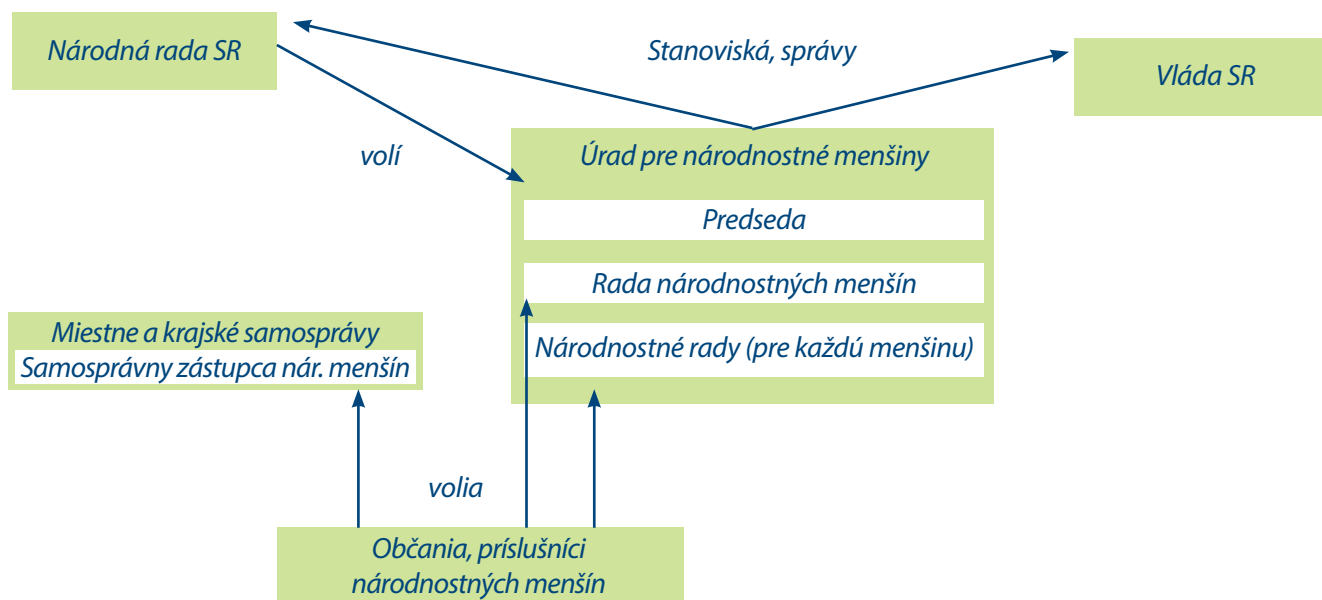 Národná rada SR
Stanoviská, správy
Vláda SR
volí
Úrad pre národnostné menšiny
Predseda
Rada národnostných menšín
Národnostné rady (pre každú menšinu)
Miestne a krajské samosprávy
Samosprávny zástupca nár. menšín
volia
Občania, príslušníci
národnostných menšín